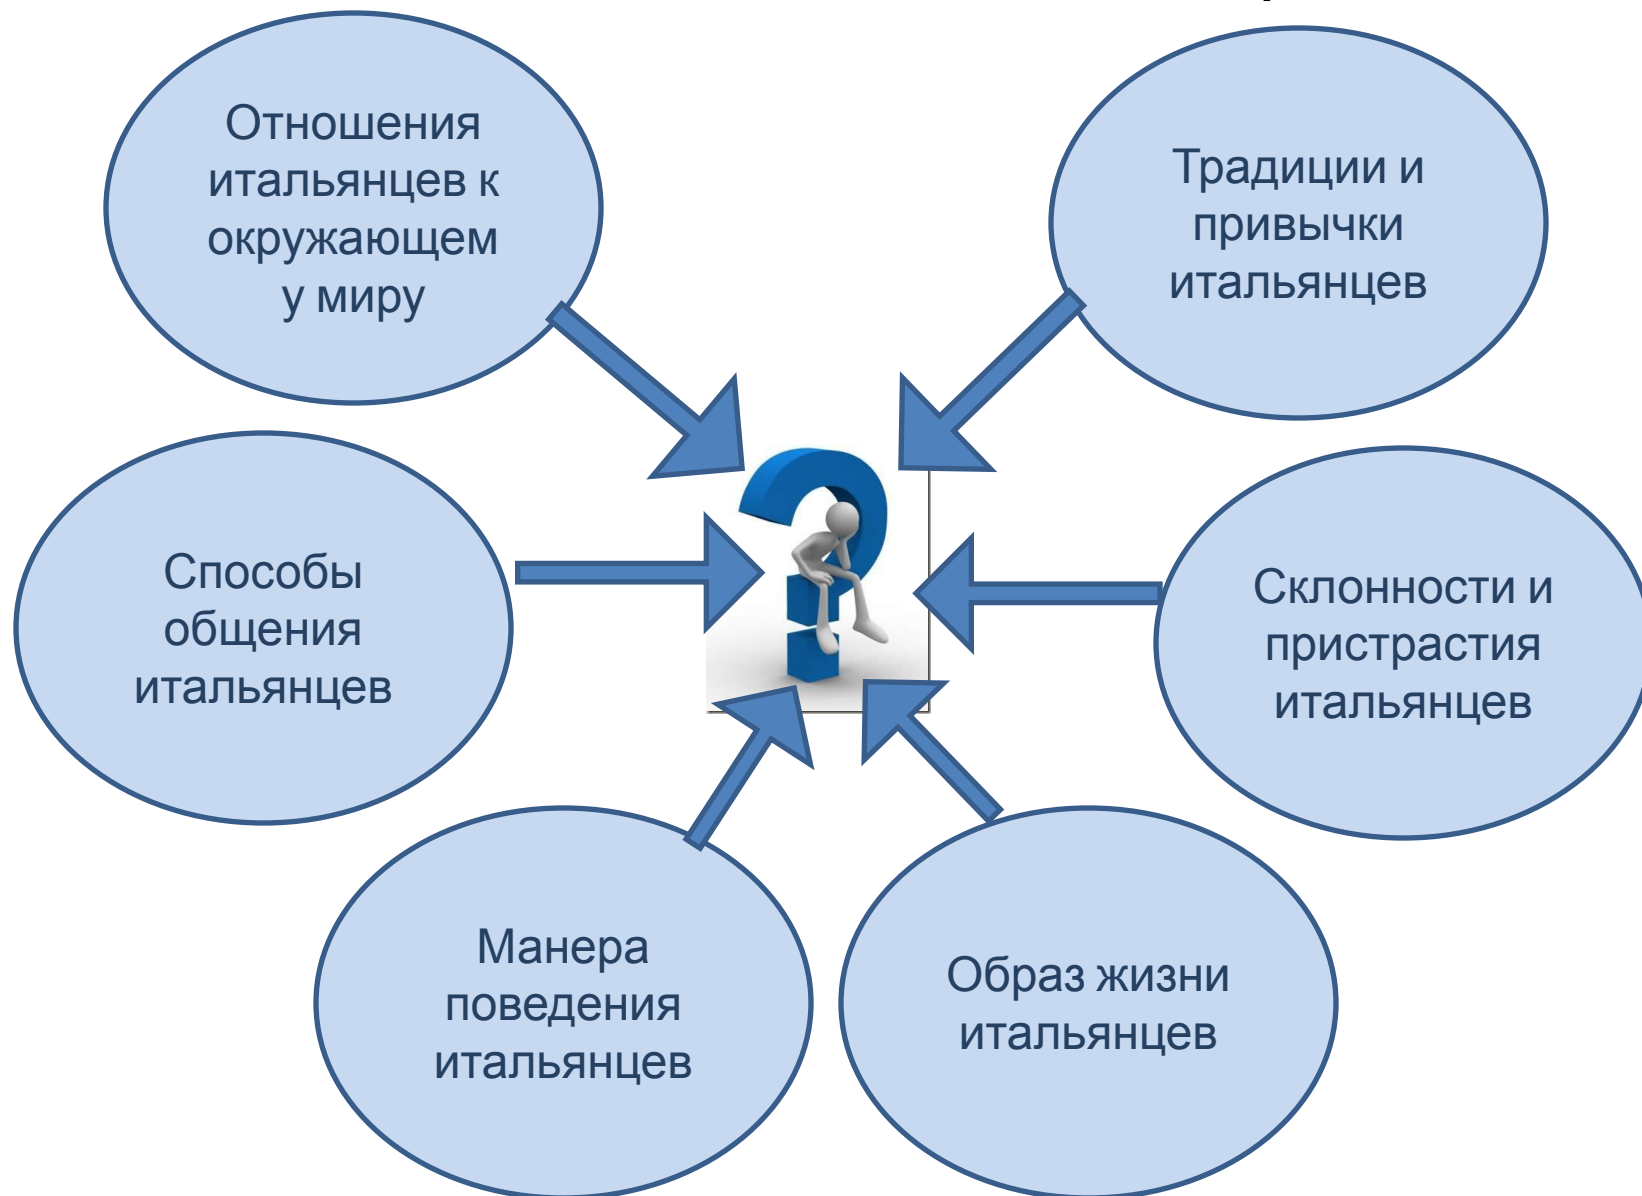 Отношения
итальянцев к
окружающем
у миру
Традиции и
привычки
итальянцев
Способы
общения
итальянцев
Склонности и
пристрастия
итальянцев
Манера
поведения
итальянцев
Образ жизни
итальянцев